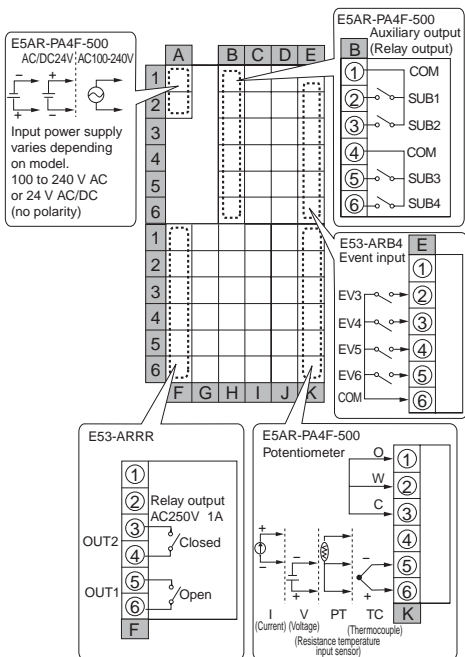 E5AR-PA4F-500
AC/DC24V AC100-240V
− − +
+ + −
Input power supply
varies depending
on model.
100 to 240 V AC
or 24 V AC/DC
(no polarity)
A B C D E
1
2
3
4
5
6
1
2
3
4
5
6
F G H I J K
E5AR-PA4F-500
Auxiliary output
(Relay output)
B
① COM
② SUB1
③ SUB2
④ COM
⑤ SUB3
⑥ SUB4
E53-ARB4
Event input
E
①
EV3 ②
EV4 ③
EV5 ④
EV6 ⑤
COM ⑥
E53-ARRR
①
② Relay output
AC250V 1A
OUT2 ③ Closed
④
OUT1 ⑤ Open
⑥
F
E5AR-PA4F-500
Potentiometer
O ①
W ②
C ③
④
+ − − ⑤
− + + ⑥
I V PT TC K
(Current) (Voltage) (Thermocouple)
(Resistance temperature
input sensor)